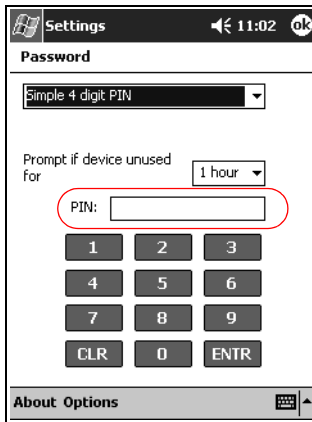 Settings 11:02 ok
Password
Simple 4 digit PIN
Prompt if device unused
for 1 hour
PIN:
1 2 3
4 5 6
7 8 9
CLR 0 ENTR
About Options